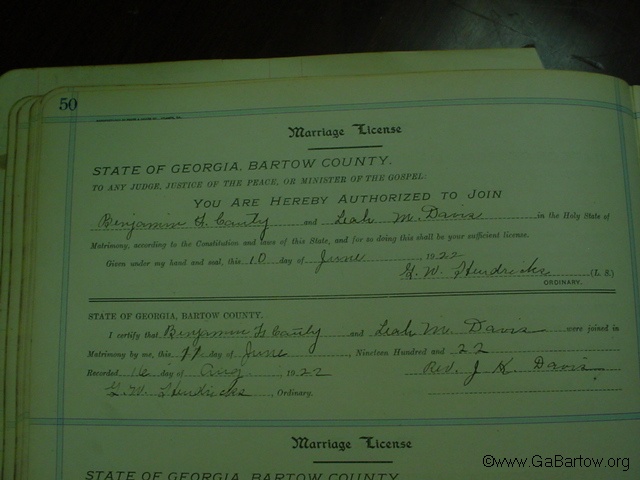 50
Marriage License
STATE OF GEORGIA, BARTOW COUNTY.
TO ANY JUDGE, JUSTICE OF THE PEACE, OR MINISTER OF THE GOSPEL:
YOU ARE HEREBY AUTHORIZED TO JOIN
Benjamin F. Canty and Leah M. Davis in the Holy State of
Matrimony, according to the Constitution and laws of this State, and for so doing this shall be your sufficient license.
Given under my hand and seal, this 10 day of June, 1922
G. W. Hendricks (L. S.)
ORDINARY.
STATE OF GEORGIA, BARTOW COUNTY.
I certify that Benjamin F Canty and Leah M. Davis were joined in
Matrimony by me, this 11 day of June, Nineteen Hundred and 22
Recorded 16 day of Aug, 1922 Rev. J K. Davis
G. W. Hendricks, Ordinary.
Marriage License
STATE OF GEORGIA, BARTOW COUNTY.
©www.GaBartow.org